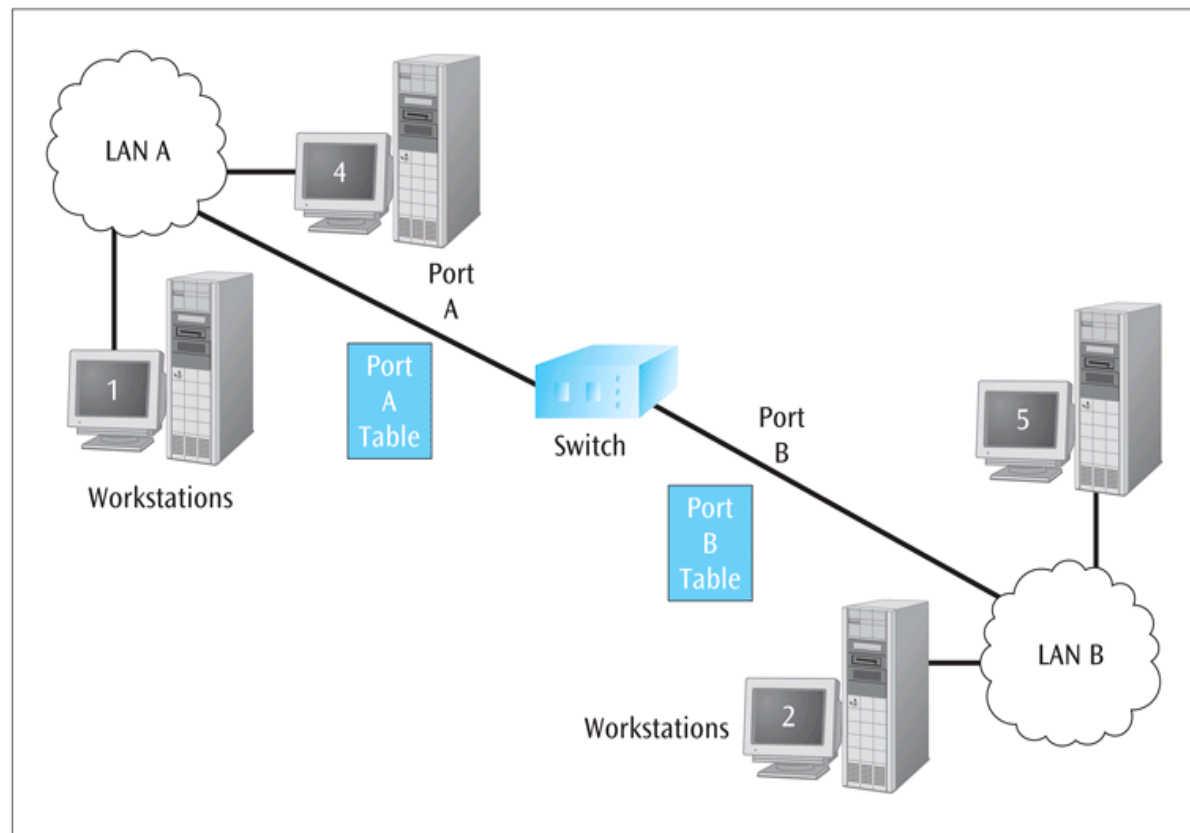 LAN A
4
Port
A
1
Port
A
Table
Switch
Workstations
Port
B
5
Port
B
Table
LAN B
Workstations
2